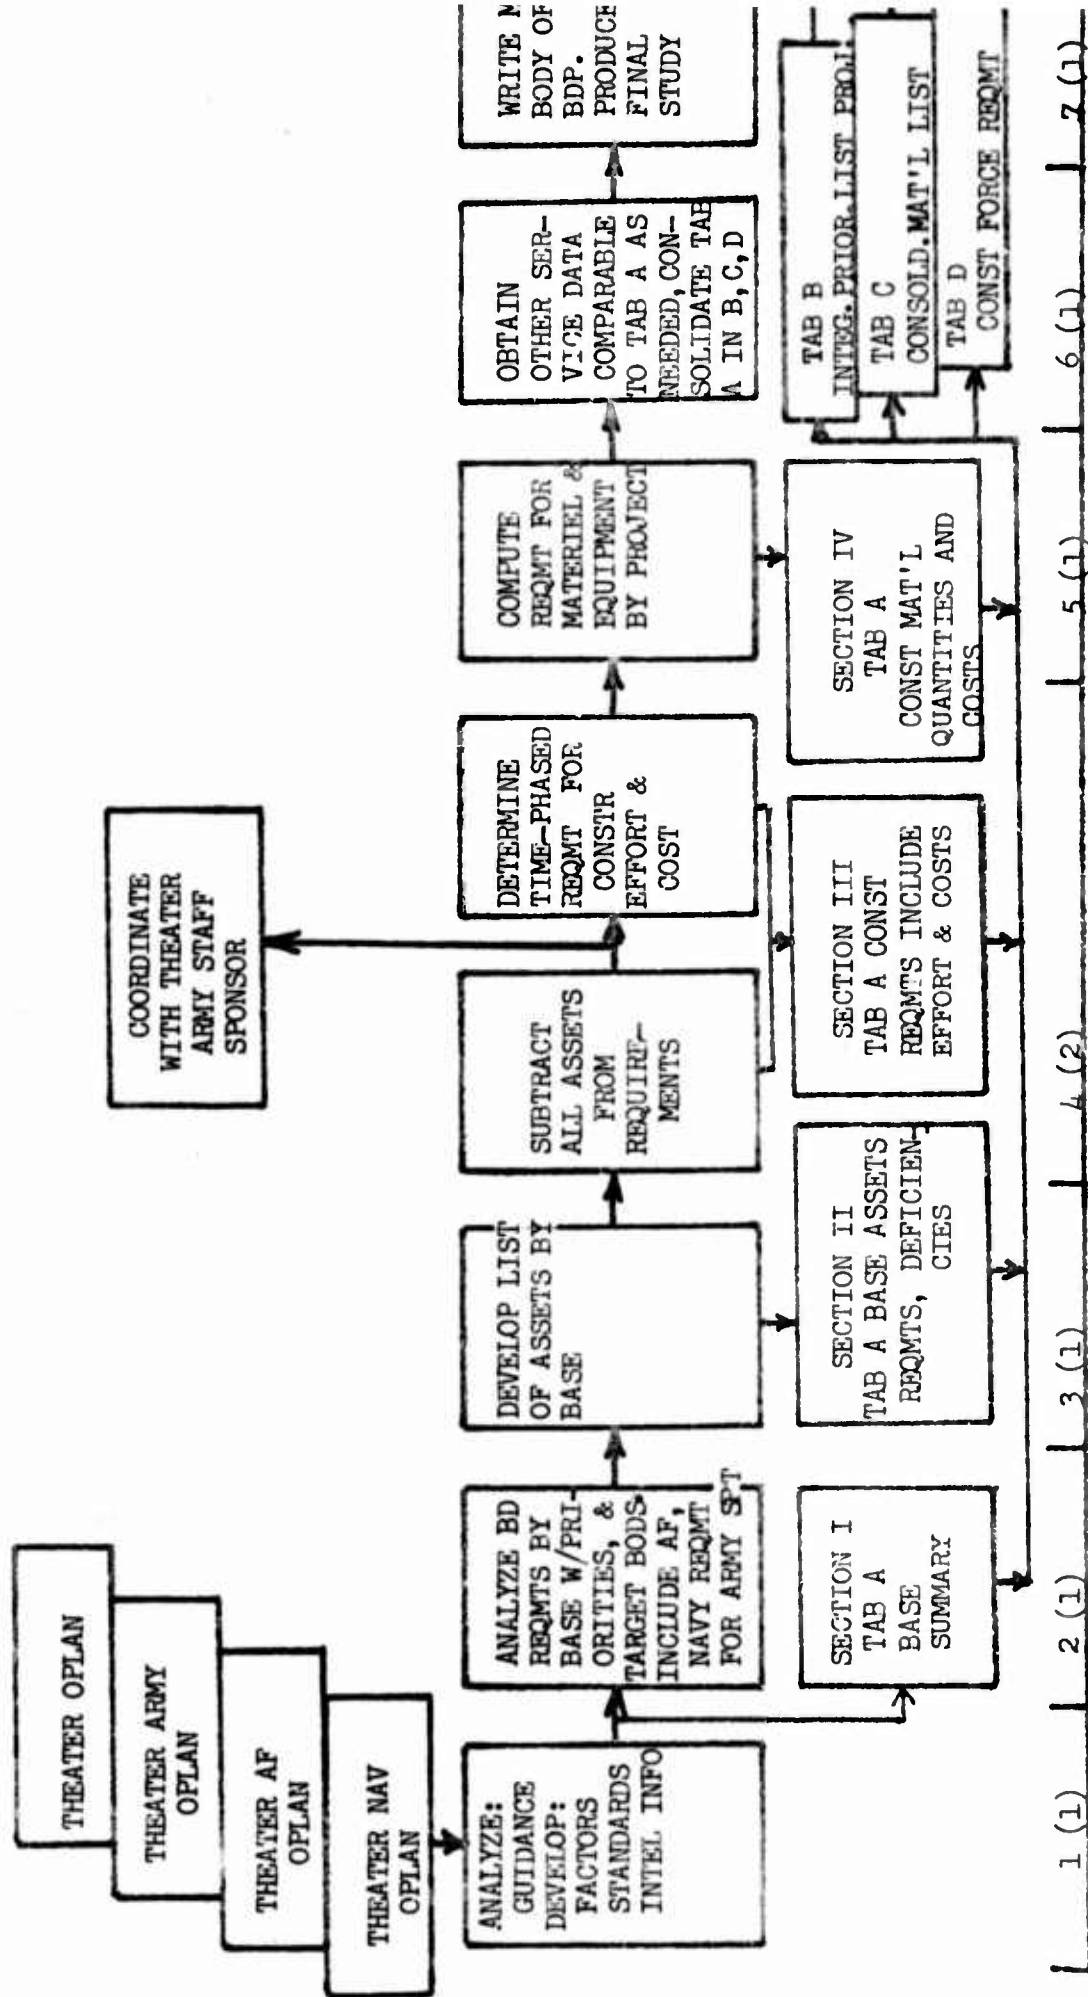 THEATER OPLAN
THEATER ARMY
OPLAN
THEATER AF
OPLAN
THEATER NAV
OPLAN
COORDINATE
WITH THEATER
ARMY STAFF
SPONSOR
ANALYZE:
GUIDANCE
DEVELOP:
FACTORS
STANDARDS
INTEL INFO
ANALYZE BD
REQMTS BY
BASE W/PRI-
ORITIES, &
TARGET BODS,
INCLUDE AF,
NAVY REQMT
FOR ARMY SPT
DEVELOP LIST
OF ASSETS BY
BASE
SUBTRACT
ALL ASSETS
FROM
REQUIRE-
MENTS
DETERMINE
TIME-PHASED
REQMT FOR
CONSTR
EFFORT &
COST
COMPUTE
REQMT FOR
MATERIEL &
EQUIPMENT
BY PROJECT
OBTAIN
OTHER SER-
VICE DATA
COMPARABLE
TO TAB A AS
NEEDED,CON-
SOLIDATE TAB
A IN B,C,D
WRITE
BODY OF
BDP.
PRODUCE
FINAL
STUDY
SECTION I
TAB A
BASE
SUMMARY
SECTION II
TAB A BASE ASSETS
REQMTS, DEFICIEN-
CIES
SECTION III
TAB A CONST
REQMTS INCLUDE
EFFORT & COSTS
SECTION IV
TAB A
CONST MAT'L
QUANTITIES AND
COSTS
TAB B
INTEG.PRIOR.LIST PROJ.
TAB C
CONSOLD.MAT'L LIST
TAB D
CONST FORCE REQMT
1 (1) 2 (1) 3 (1) 4 (2) 5 (1) 6 (1) 7 (1)